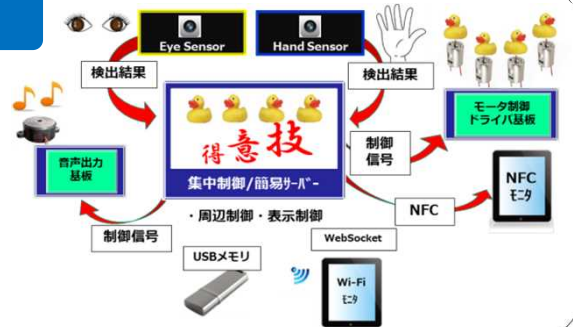 Eye Sensor
Hand Sensor
検出結果
検出結果
得意技
集中制御/簡易サーバー
モータ制御
ドライバ基板
制御
信号
音声出力
基板
NFC
モニタ
NFC
・周辺制御・表示制御
制御信号
WebSocket
USBメモリ
Wi-Fi
モニタ